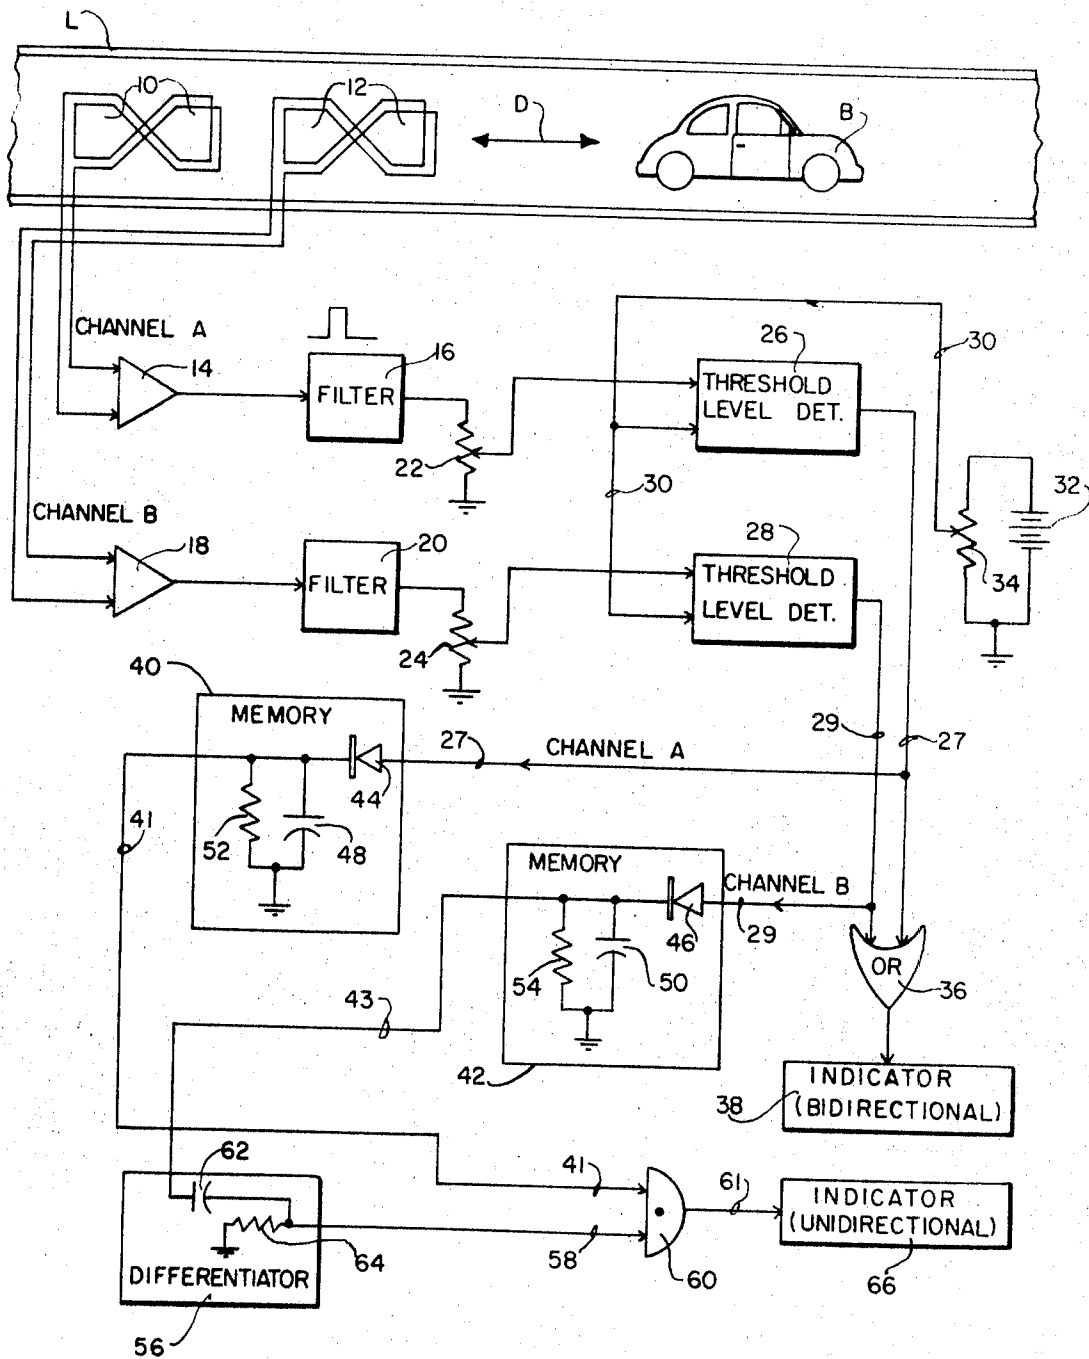 L
10
10
12
D
B
CHANNEL A
14
FILTER
16
22
30
26
THRESHOLD
LEVEL DET.
30
32
34
CHANNEL B
18
FILTER
20
24
28
THRESHOLD
LEVEL DET.
40
MEMORY
27
CHANNEL A
29
27
44
52
48
41
MEMORY
CHANNEL B
46
29
54
50
OR
36
43
42
INDICATOR
(BIDIRECTIONAL)
38
62
41
61
INDICATOR
(UNIDIRECTIONAL)
64
58
60
66
DIFFERENTIATOR
56